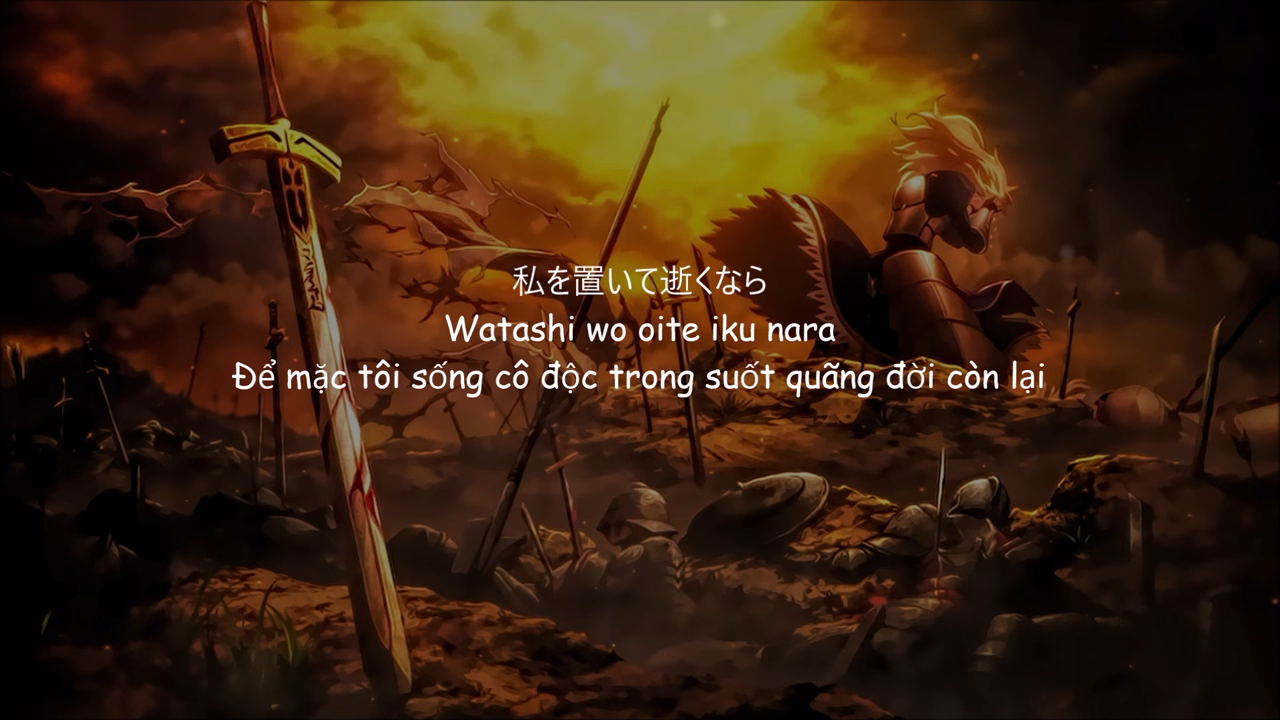 私を置いて逝くなら
Watashi wo oite iku nara
Để mặc tôi sống cô độc trong suốt quãng đời còn lại